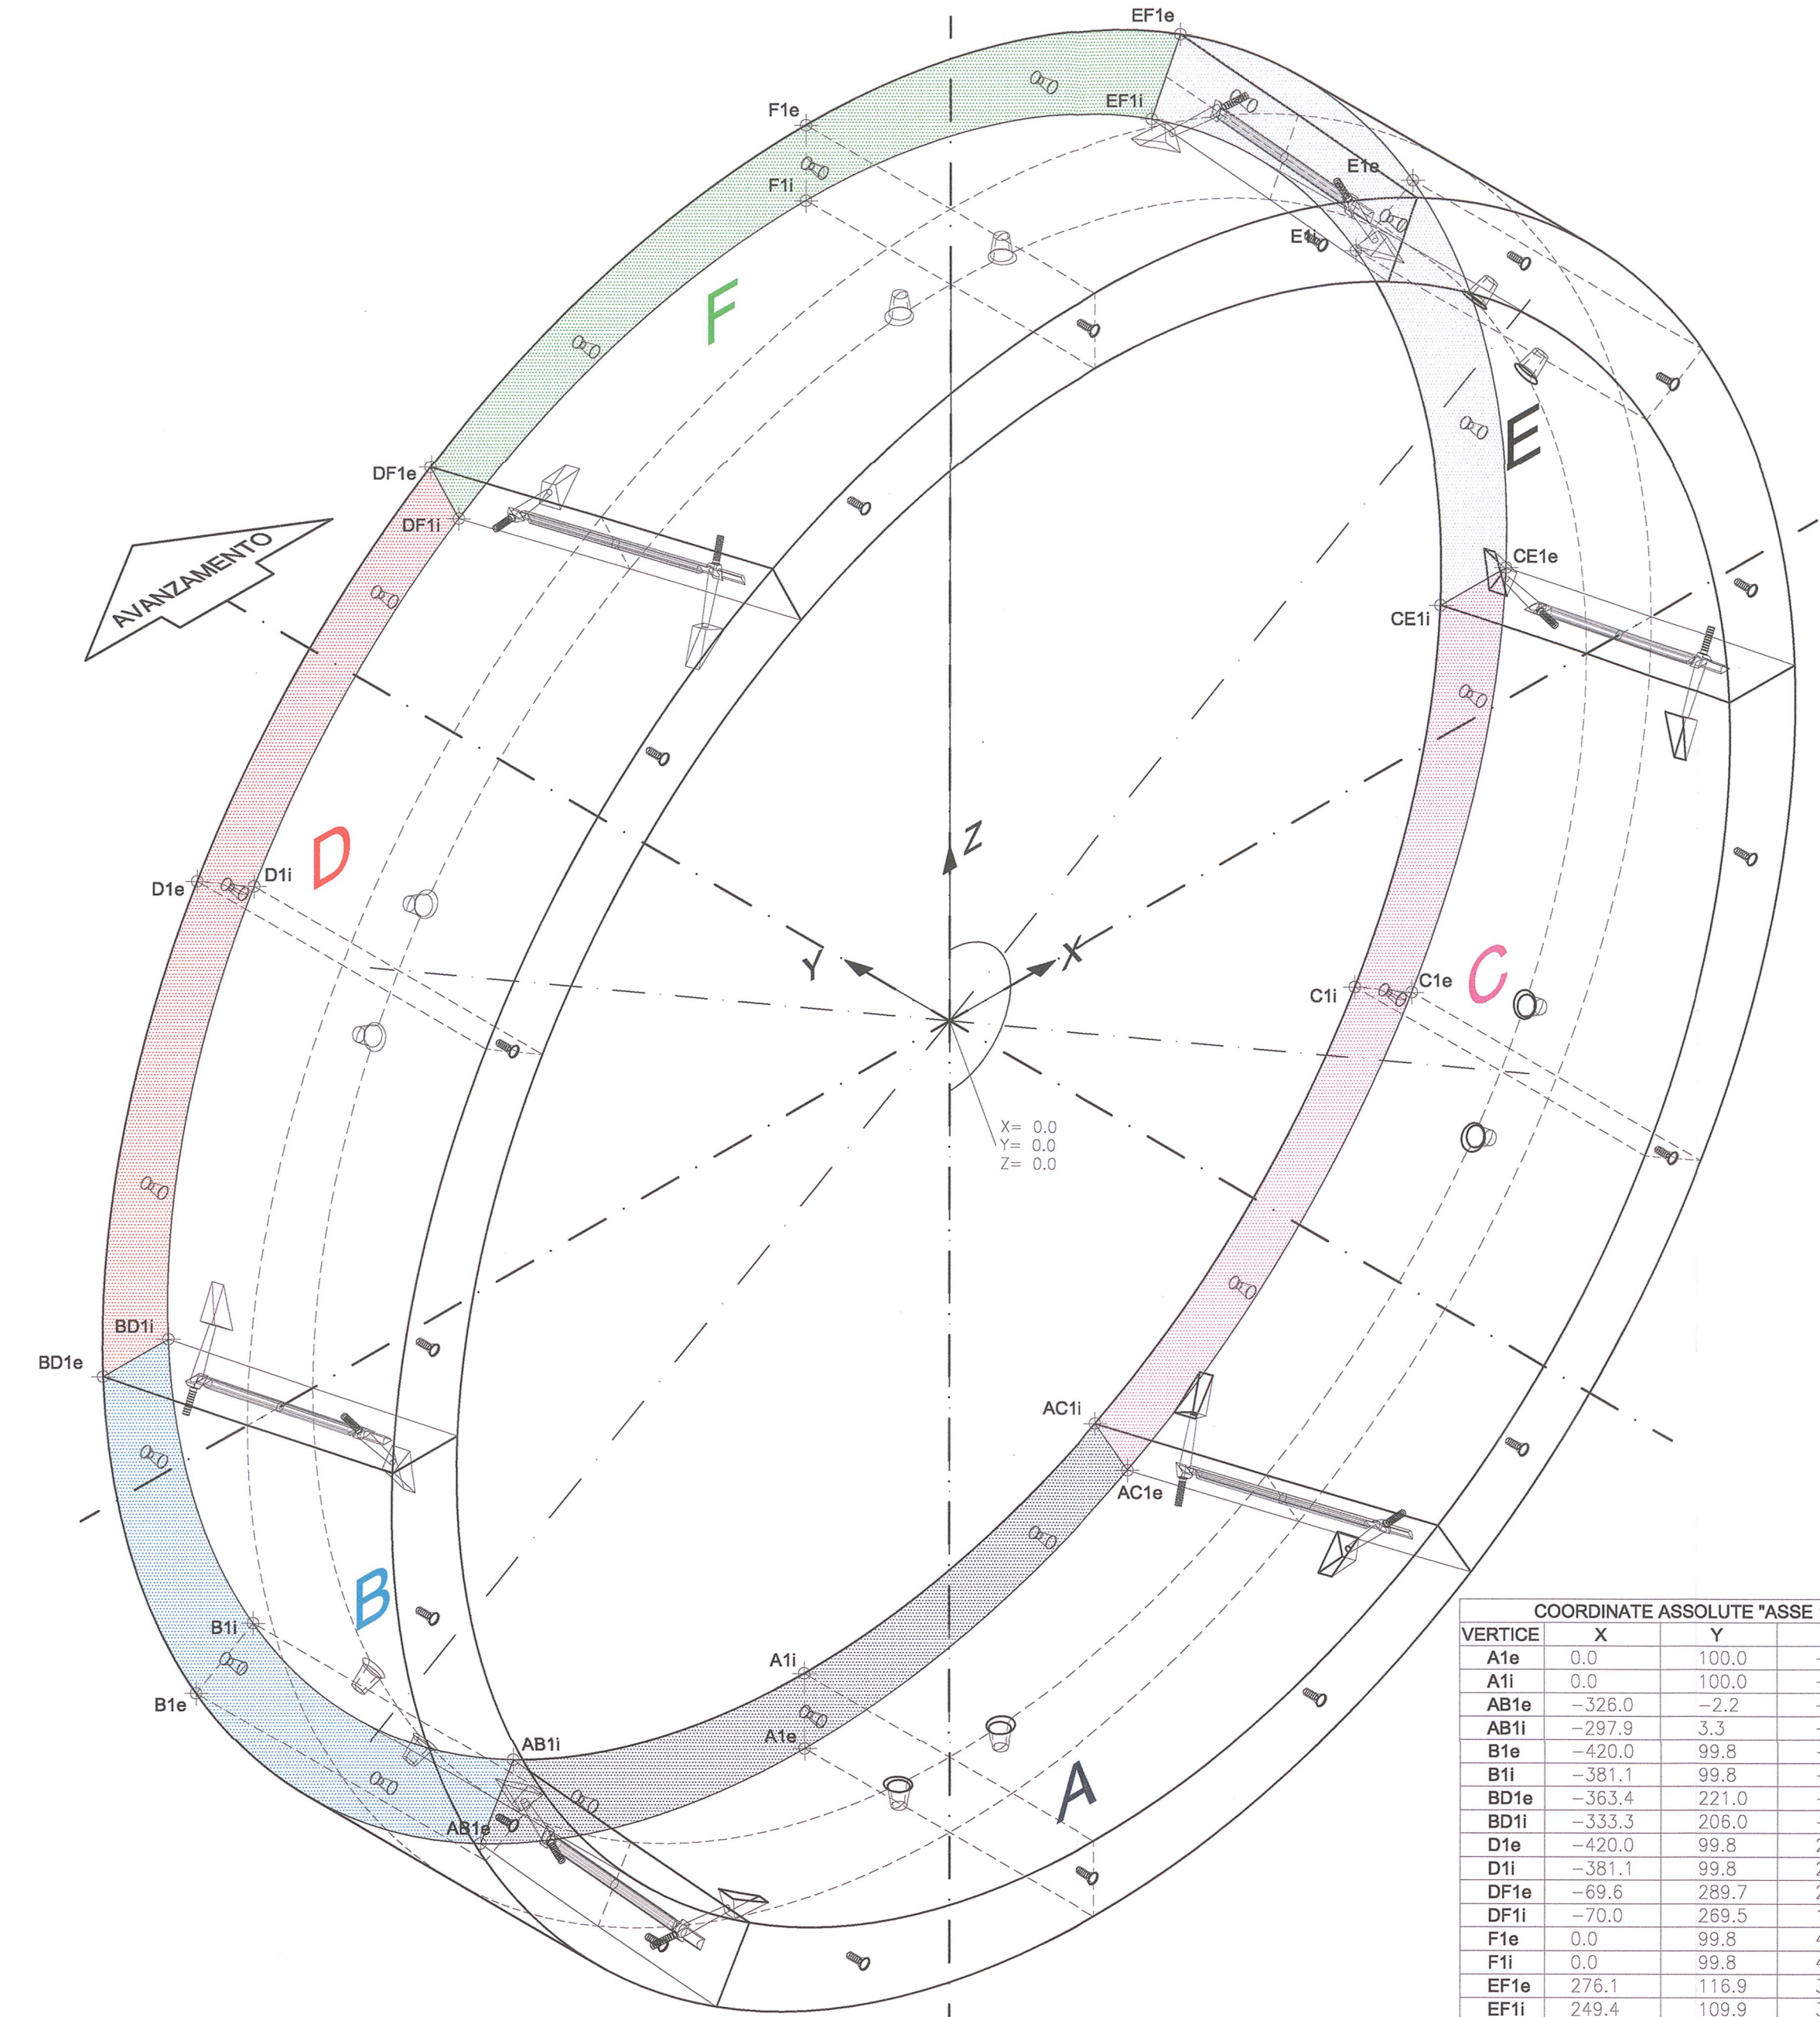 EF1e
F1e
EF1i
F1i
E1e
E1i
F
E
DF1e
DF1i
AVANZAMENTO
CE1e
CE1i
D
D1e
D1i
Z
Y
X
C
C1i
C1e
X= 0.0
Y= 0.0
Z= 0.0
BD1i
BD1e
AC1i
AC1e
B
B1i
B1e
A1i
A1e
AB1i
AB1e
A
COORDINATE ASSOLUTE "ASSE
VERTICE X Y
A1e 0.0 100.0
A1i 0.0 100.0
AB1e −326.0 −2.2
AB1i −297.9 3.3
B1e −420.0 99.8
B1i −381.1 99.8
BD1e −363.4 221.0
BD1i −333.3 206.0
D1e −420.0 99.8
D1i −381.1 99.8
DF1e −69.6 289.7
DF1i −70.0 269.5
F1e 0.0 99.8
F1i 0.0 99.8
EF1e 276.1 116.9
EF1i 249.4 109.9